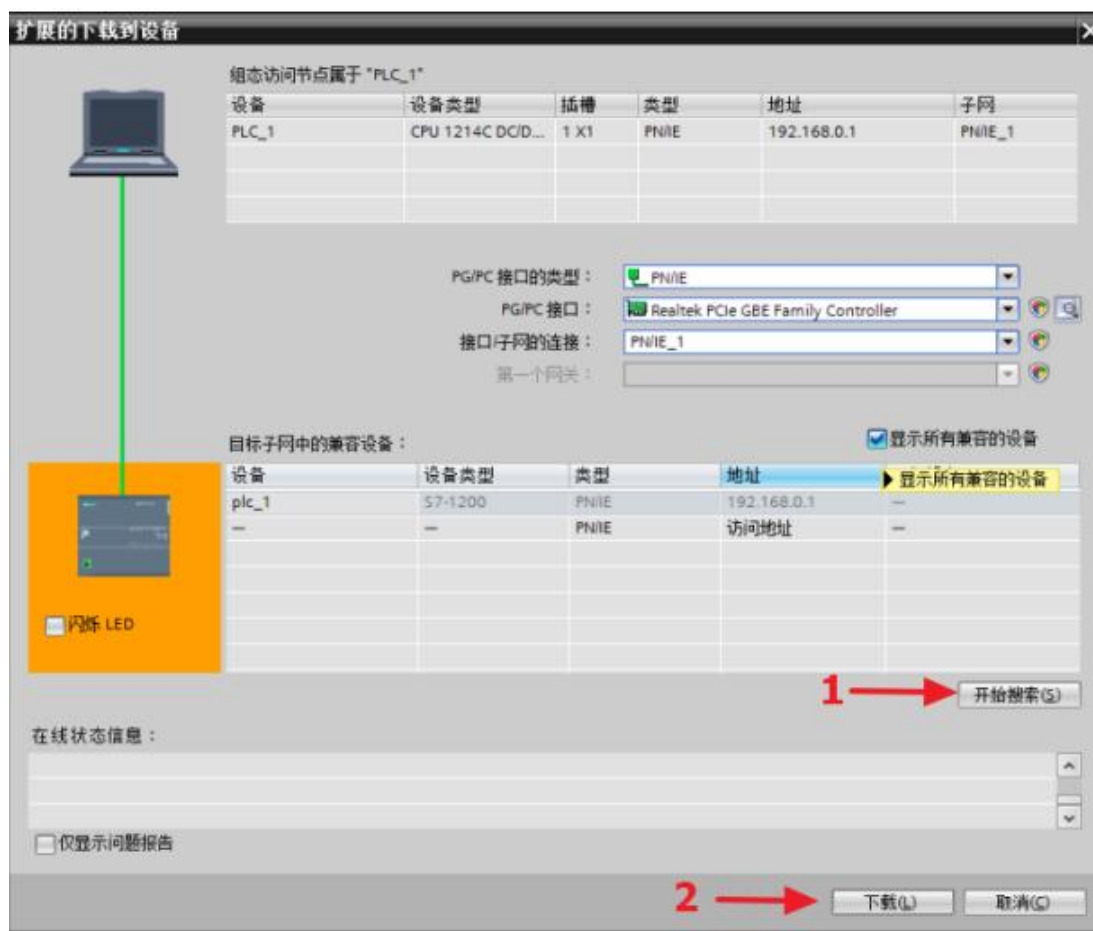 扩展的下载到设备
组态访问节点属于 "PLC_1"
设备 设备类型 插槽 类型 地址 子网
PLC_1 CPU 1214C DC/D... 1 X1 PN/IE 192.168.0.1 PN/IE_1
PG/PC 接口的类型： PN/IE
PG/PC 接口： Realtek PCIe GBE Family Controller
接口/子网的连接： PN/IE_1
第一个网关：
目标子网中的兼容设备： 显示所有兼容的设备
设备 设备类型 类型 地址
显示所有兼容的设备
plc_1 S7-1200 PN/IE 192.168.0.1 —
— — PN/IE 访问地址 —
闪烁 LED
1 开始搜索(S)
在线状态信息：
仅显示问题报告
2 下载(L) 取消(C)